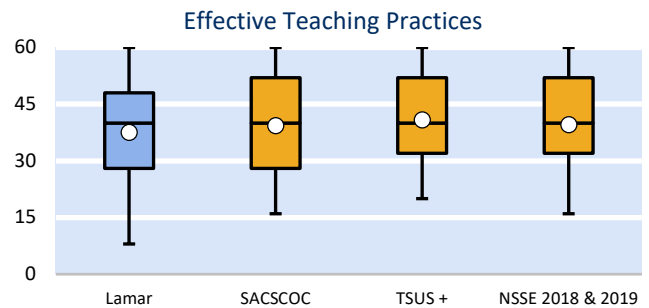 Effective Teaching Practices
60
45
30
15
0
Lamar SACSCOC TSUS + NSSE 2018 & 2019